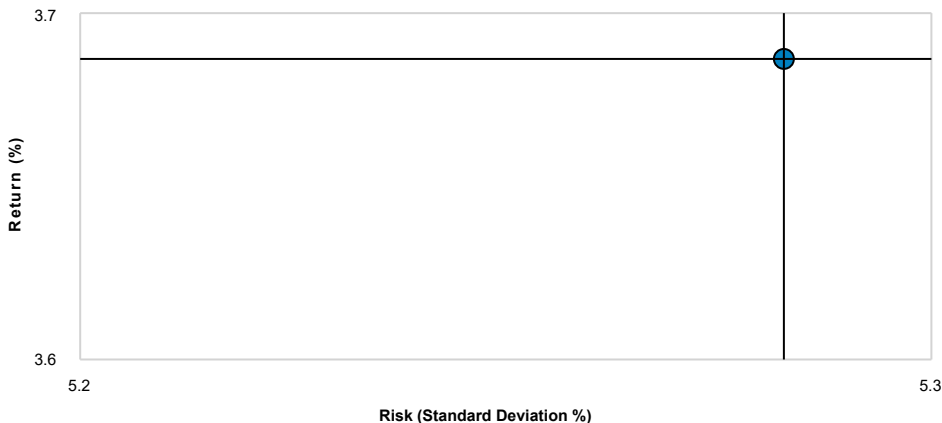 3.7
Return (%)
3.6
5.2
5.3
Risk (Standard Deviation %)